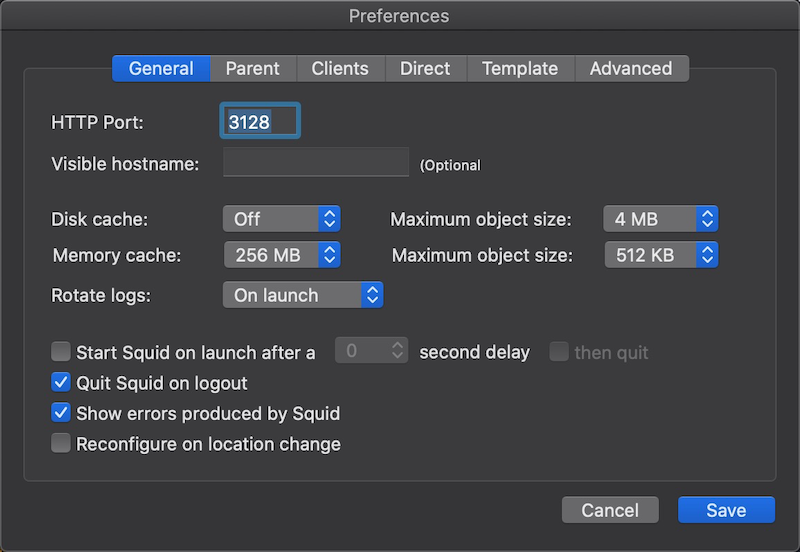 Preferences
General Parent Clients Direct Template Advanced
HTTP Port: 3128
Visible hostname: (Optional
Disk cache: Off Maximum object size: 4 MB
Memory cache: 256 MB Maximum object size: 512 KB
Rotate logs: On launch
Start Squid on launch after a 0 second delay then quit
Quit Squid on logout
Show errors produced by Squid
Reconfigure on location change
Cancel Save